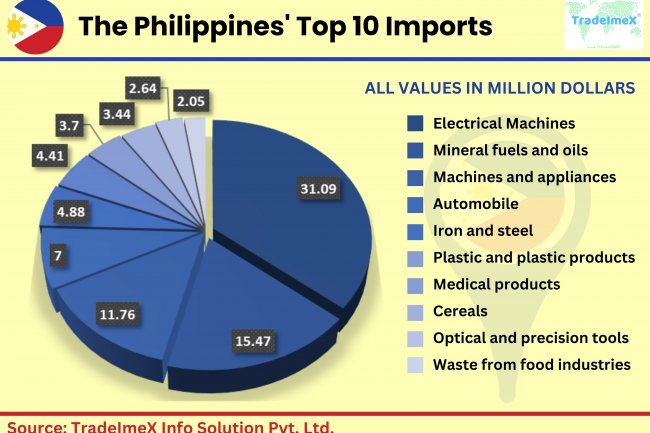 The Philippines' Top 10 Imports
TradeImeX
ALL VALUES IN MILLION DOLLARS
2.64
2.05
3.44
3.7
4.41
4.88
7
11.76
15.47
31.09
Electrical Machines
Mineral fuels and oils
Machines and appliances
Automobile
Iron and steel
Plastic and plastic products
Medical products
Cereals
Optical and precision tools
Waste from food industries
Source: TradeImeX Info Solution Pvt. Ltd.